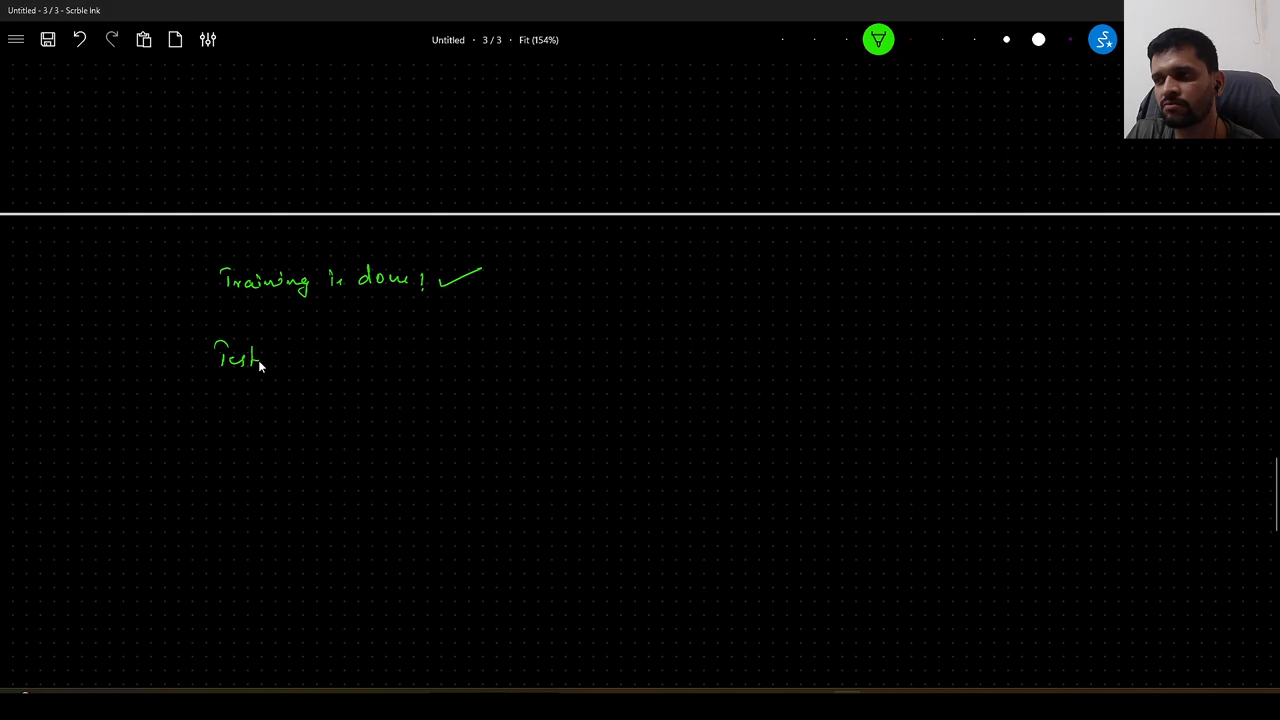 Untitled - 3 / 3 - Scrble Ink
Untitled • 3 / 3 • Fit (154%)
Training is done! ✓
Test